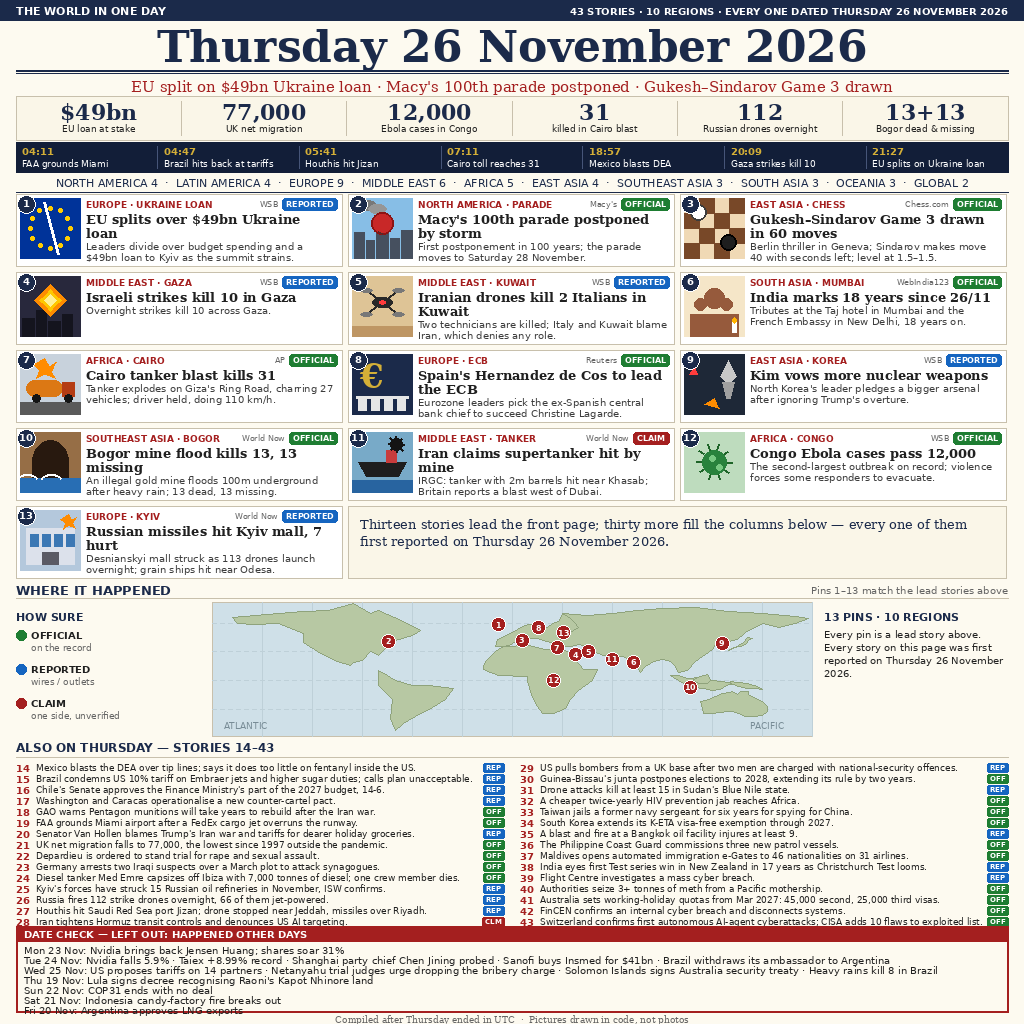 THE WORLD IN ONE DAY
43 STORIES · 10 REGIONS · EVERY ONE DATED THURSDAY 26 NOVEMBER 2026
Thursday 26 November 2026
EU split on $49bn Ukraine loan · Macy's 100th parade postponed · Gukesh–Sindarov Game 3 drawn
$49bn
EU loan at stake
77,000
UK net migration
12,000
Ebola cases in Congo
31
killed in Cairo blast
112
Russian drones overnight
13+13
Bogor dead & missing
04:11
FAA grounds Miami
04:47
Brazil hits back at tariffs
05:41
Houthis hit Jizan
07:11
Cairo toll reaches 31
18:57
Mexico blasts DEA
20:09
Gaza strikes kill 10
21:27
EU splits on Ukraine loan
NORTH AMERICA 4 · LATIN AMERICA 4 · EUROPE 9 · MIDDLE EAST 6 · AFRICA 5 · EAST ASIA 4 · SOUTHEAST ASIA 3 · SOUTH ASIA 3 · OCEANIA 3 · GLOBAL 2
1
EUROPE · UKRAINE LOAN
WSB REPORTED
EU splits over $49bn Ukraine
loan
Leaders divide over budget spending and a
$49bn loan to Kyiv as the summit strains.
2
NORTH AMERICA · PARADE
Macy's OFFICIAL
Macy's 100th parade postponed
by storm
First postponement in 100 years; the parade
moves to Saturday 28 November.
3
EAST ASIA · CHESS
Chess.com OFFICIAL
Gukesh–Sindarov Game 3 drawn
in 60 moves
Berlin thriller in Geneva; Sindarov makes move
40 with seconds left; level at 1.5–1.5.
4
MIDDLE EAST · GAZA
WSB REPORTED
Israeli strikes kill 10 in Gaza
Overnight strikes kill 10 across Gaza.
5
MIDDLE EAST · KUWAIT
WSB REPORTED
Iranian drones kill 2 Italians in
Kuwait
Two technicians are killed; Italy and Kuwait blame
Iran, which denies any role.
6
SOUTH ASIA · MUMBAI
WebIndia123 OFFICIAL
India marks 18 years since 26/11
Tributes at the Taj hotel in Mumbai and the
French Embassy in New Delhi, 18 years on.
7
AFRICA · CAIRO
AP OFFICIAL
Cairo tanker blast kills 31
Tanker explodes on Giza's Ring Road, charring 27
vehicles; driver held, doing 110 km/h.
8
€
EUROPE · ECB
Reuters OFFICIAL
Spain's Hernandez de Cos to lead
the ECB
Eurozone leaders pick the ex-Spanish central
bank chief to succeed Christine Lagarde.
9
EAST ASIA · KOREA
WSB REPORTED
Kim vows more nuclear weapons
North Korea's leader pledges a bigger arsenal
after ignoring Trump's overture.
10
SOUTHEAST ASIA · BOGOR
World Now OFFICIAL
Bogor mine flood kills 13, 13
missing
An illegal gold mine floods 100m underground
after heavy rain; 13 dead, 13 missing.
11
MIDDLE EAST · TANKER
World Now CLAIM
Iran claims supertanker hit by
mine
IRGC: tanker with 2m barrels hit near Khasab;
Britain reports a blast west of Dubai.
12
AFRICA · CONGO
WSB OFFICIAL
Congo Ebola cases pass 12,000
The second-largest outbreak on record; violence
forces some responders to evacuate.
13
EUROPE · KYIV
World Now REPORTED
Russian missiles hit Kyiv mall, 7
hurt
Desnianskyi mall struck as 113 drones launch
overnight; grain ships hit near Odesa.
Thirteen stories lead the front page; thirty more fill the columns below — every one of them
first reported on Thursday 26 November 2026.
WHERE IT HAPPENED
Pins 1–13 match the lead stories above
HOW SURE
OFFICIAL
on the record
REPORTED
wires / outlets
CLAIM
one side, unverified
1
2
3
8
13
7
4
5
11
6
9
12
10
ATLANTIC
PACIFIC
13 PINS · 10 REGIONS
Every pin is a lead story above.
Every story on this page was first
reported on Thursday 26 November
2026.
ALSO ON THURSDAY — STORIES 14–43
14 Mexico blasts the DEA over tip lines; says it does too little on fentanyl inside the US. REP
15 Brazil condemns US 10% tariff on Embraer jets and higher sugar duties; calls plan unacceptable. REP
16 Chile's Senate approves the Finance Ministry's part of the 2027 budget, 14-6. REP
17 Washington and Caracas operationalise a new counter-cartel pact. REP
18 GAO warns Pentagon munitions will take years to rebuild after the Iran war. OFF
19 FAA grounds Miami airport after a FedEx cargo jet overruns the runway. OFF
20 Senator Van Hollen blames Trump's Iran war and tariffs for dearer holiday groceries. REP
21 UK net migration falls to 77,000, the lowest since 1997 outside the pandemic. OFF
22 Depardieu is ordered to stand trial for rape and sexual assault. OFF
23 Germany arrests two Iraqi suspects over a March plot to attack synagogues. OFF
24 Diesel tanker Med Erme capsizes off Ibiza with 7,000 tonnes of diesel; one crew member dies. OFF
25 Kyiv's forces have struck 15 Russian oil refineries in November, ISW confirms. REP
26 Russia fires 112 strike drones overnight, 66 of them jet-powered. REP
27 Houthis hit Saudi Red Sea port Jizan; drone stopped near Jeddah, missiles over Riyadh. REP
28 Iran tightens Hormuz transit controls and denounces US AI targeting. CLM
29 US pulls bombers from a UK base after two men are charged with national-security offences. REP
30 Guinea-Bissau's junta postpones elections to 2028, extending its rule by two years. OFF
31 Drone attacks kill at least 15 in Sudan's Blue Nile state. REP
32 A cheaper twice-yearly HIV prevention jab reaches Africa. OFF
33 Taiwan jails a former navy sergeant for six years for spying for China. OFF
34 South Korea extends its K-ETA visa-free exemption through 2027. OFF
35 A blast and fire at a Bangkok oil facility injures at least 9. REP
36 The Philippine Coast Guard commissions three new patrol vessels. OFF
37 Maldives opens automated immigration e-Gates to 46 nationalities on 31 airlines. OFF
38 India eyes first Test series win in New Zealand in 17 years as Christchurch Test looms. REP
39 Flight Centre investigates a mass cyber breach. REP
40 Authorities seize 3+ tonnes of meth from a Pacific mothership. OFF
41 Australia sets working-holiday quotas from Mar 2027: 45,000 second, 25,000 third visas. OFF
42 FinCEN confirms an internal cyber breach and disconnects systems. OFF
43 Switzerland confirms first autonomous AI-agent cyberattacks; CISA adds 10 flaws to exploited list. OFF
DATE CHECK — LEFT OUT: HAPPENED OTHER DAYS
Mon 23 Nov: Nvidia brings back Jensen Huang; shares soar 31%
Tue 24 Nov: Nvidia falls 5.9% · Taiex +8.99% record · Shanghai party chief Chen Jining probed · Sanofi buys Insmed for $41bn · Brazil withdraws its ambassador to Argentina
Wed 25 Nov: US proposes tariffs on 14 partners · Netanyahu trial judges urge dropping the bribery charge · Solomon Islands signs Australia security treaty · Heavy rains kill 8 in Brazil
Thu 19 Nov: Lula signs decree recognising Raoni's Kapot Nhinore land
Sun 22 Nov: COP31 ends with no deal
Sat 21 Nov: Indonesia candy-factory fire breaks out
Fri 20 Nov: Argentina approves LNG exports
Compiled after Thursday ended in UTC · Pictures drawn in code, not photos